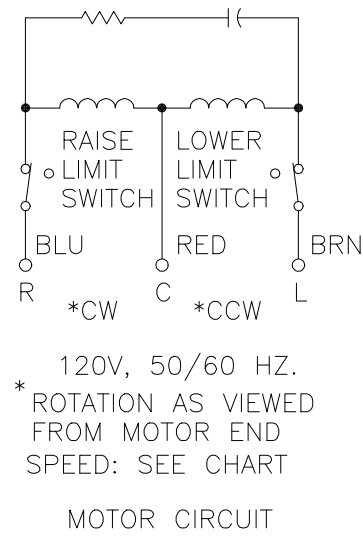 RAISE LOWER
LIMIT LIMIT
SWITCH SWITCH
BLU RED BRN
R C L
*CW *CCW
120V, 50/60 HZ.
* ROTATION AS VIEWED
FROM MOTOR END
SPEED: SEE CHART
MOTOR CIRCUIT